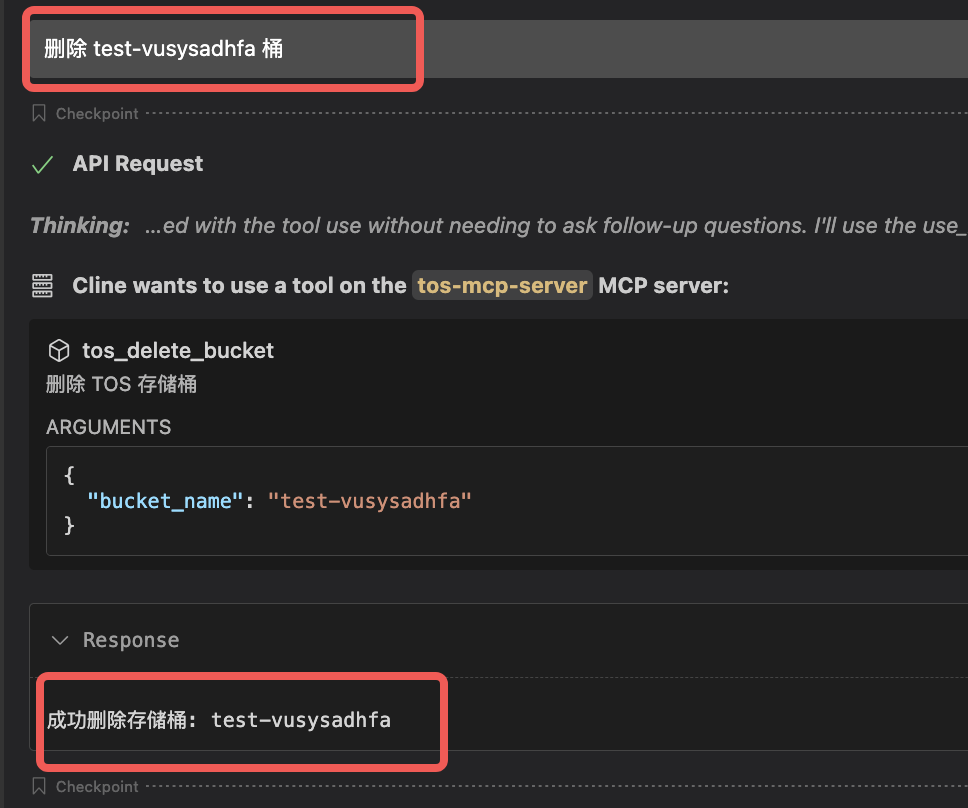 删除 test-vusysadhfa 桶
Checkpoint
API Request
Thinking: ...ed with the tool use without needing to ask follow-up questions. I'll use the use_
Cline wants to use a tool on the tos-mcp-server MCP server:
tos_delete_bucket
删除 TOS 存储桶
ARGUMENTS
{
"bucket_name": "test-vusysadhfa"
}
Response
成功删除存储桶: test-vusysadhfa
Checkpoint